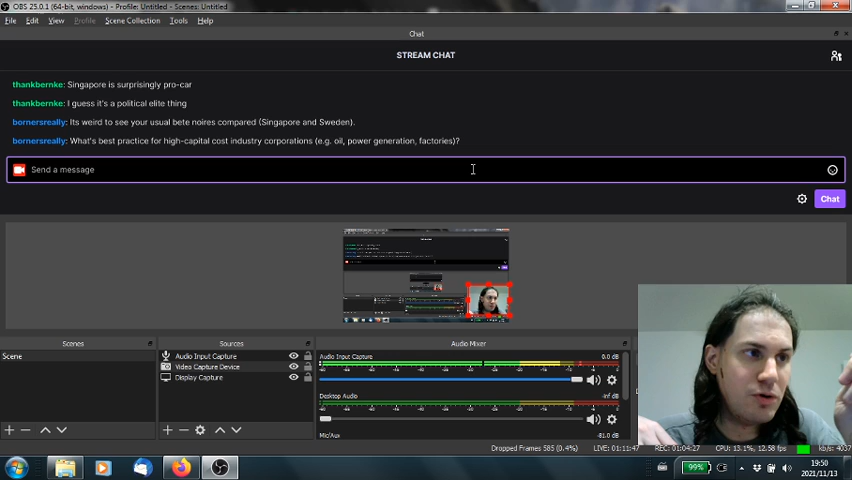 OBS 25.0.1 (64-bit, windows) - Profile: Untitled - Scenes: Untitled
File Edit View Profile Scene Collection Tools Help
Chat
STREAM CHAT
thankbernke: Singapore is surprisingly pro-car
thankbernke: I guess it's a political elite thing
bornersreally: Its weird to see your usual bete noires compared (Singapore and Sweden).
bornersreally: What's best practice for high-capital cost industry corporations (e.g. oil, power generation, factories)?
Send a message
Chat
Scenes Sources Audio Mixer
Scene
Audio Input Capture
Video Capture Device
Display Capture
Audio Input Capture 0.0 dB
Desktop Audio -inf dB
Mic/Aux -81.0 dB
Dropped Frames 585 (0.4%) LIVE: 01:11:47 REC: 01:04:27 CPU: 13.1%, 12.58 fps kb/s: 4037
99%
19:50
2021/11/13